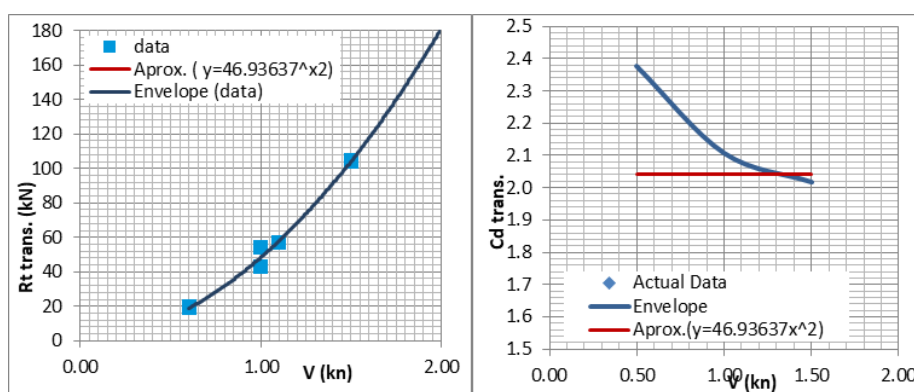 Rt trans. (kN)
180
160
140
120
100
80
60
40
20
0
data
Aprox. ( y=46.93637^x2)
Envelope (data)
0.00 1.00 2.00
V (kn)
Cd trans.
2.5
2.4
2.3
2.2
2.1
2.0
1.9
1.8
1.7
1.6
1.5
Actual Data
Envelope
Aprox.(y=46.93637x^2)
0.00 0.50 1.00 1.50 2.00
V (kn)